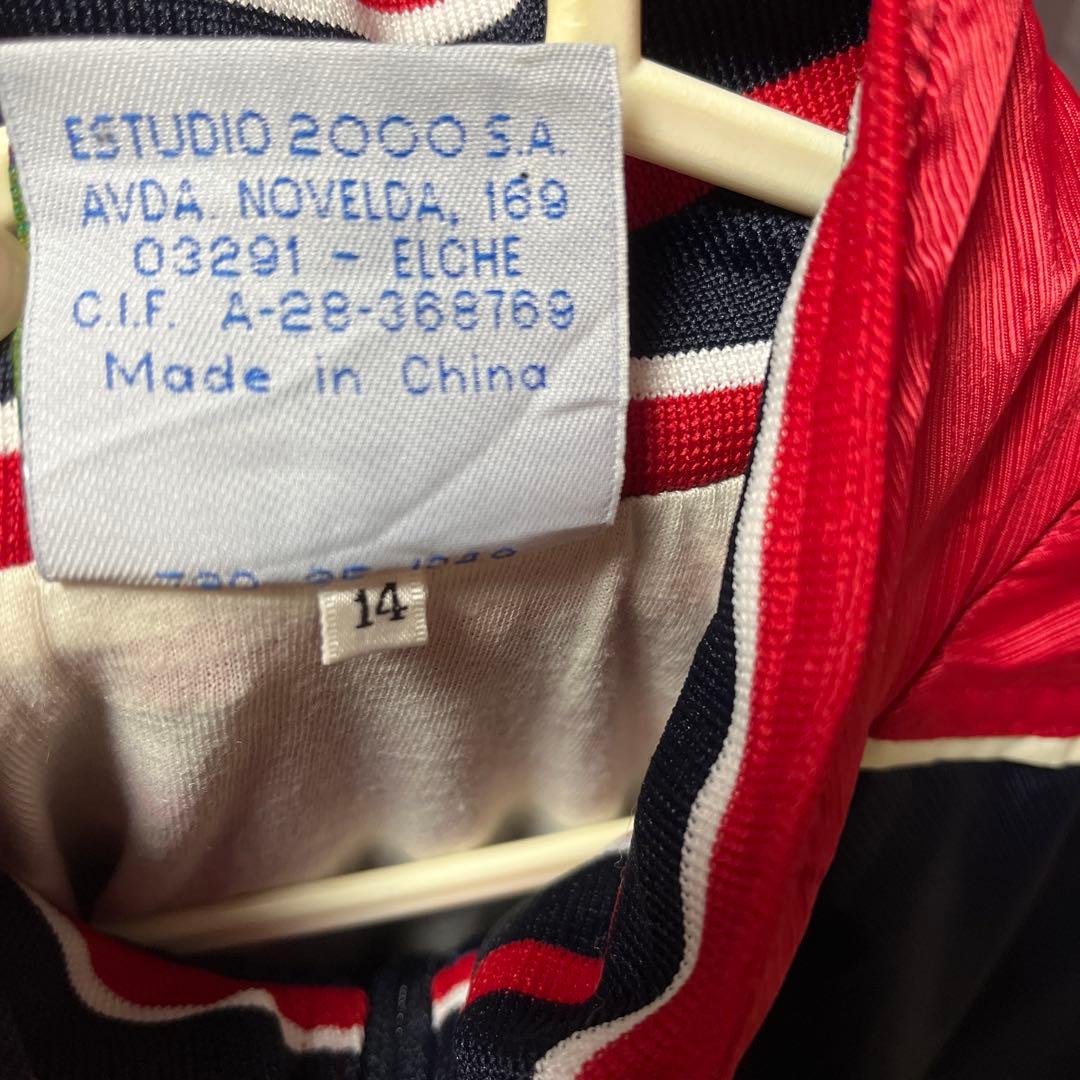 ESTUDIO 2000 S.A.
AVDA. NOVELDA, 169
03291 - ELCHE
C.I.F. A-28-368769
Made in China
14